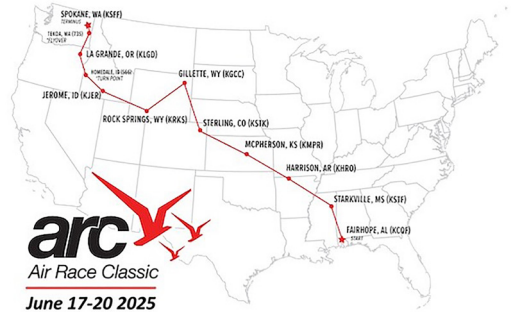 SPOKANE, WA (KSFF)
TERMINUS
TEKOA, WA (73S)
*FLYOVER
LA GRANDE, OR (KLGD)
HOMEDALE, ID (S66)
*TURN POINT
JEROME, ID (KJER)
GILLETTE, WY (KGCC)
ROCK SPRINGS, WY (KRKS)
STERLING, CO (KSTK)
MCPHERSON, KS (KMPR)
HARRISON, AR (KHRO)
STARKVILLE, MS (KSTF)
FAIRHOPE, AL (KCQF)
START
arc
Air Race Classic
June 17-20 2025